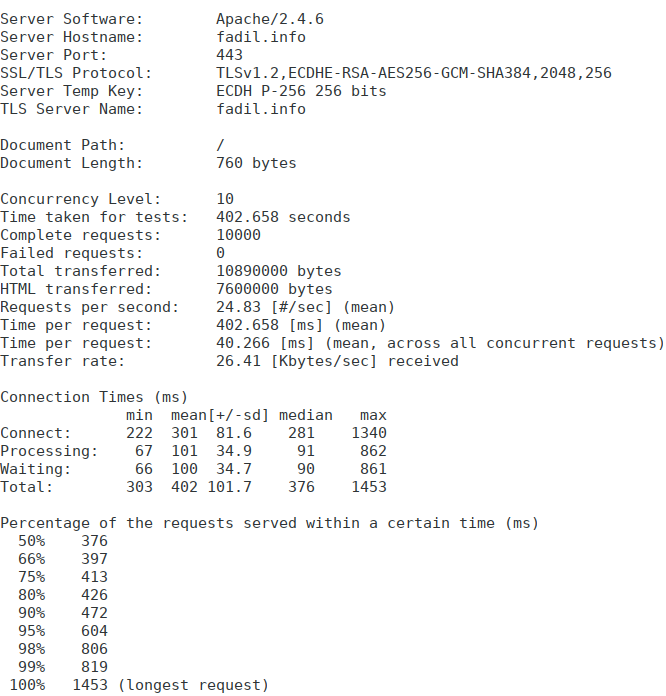 Server Software:        Apache/2.4.6
Server Hostname:        fadil.info
Server Port:            443
SSL/TLS Protocol:       TLSv1.2,ECDHE-RSA-AES256-GCM-SHA384,2048,256
Server Temp Key:        ECDH P-256 256 bits
TLS Server Name:        fadil.info

Document Path:          /
Document Length:        760 bytes

Concurrency Level:      10
Time taken for tests:   402.658 seconds
Complete requests:      10000
Failed requests:        0
Total transferred:      10890000 bytes
HTML transferred:       7600000 bytes
Requests per second:    24.83 [#/sec] (mean)
Time per request:       402.658 [ms] (mean)
Time per request:       40.266 [ms] (mean, across all concurrent requests)
Transfer rate:          26.41 [Kbytes/sec] received

Connection Times (ms)
              min  mean[+/-sd] median   max
Connect:      222  301  81.6    281    1340
Processing:    67  101  34.9     91     862
Waiting:       66  100  34.7     90     861
Total:        303  402 101.7    376    1453

Percentage of the requests served within a certain time (ms)
  50%    376
  66%    397
  75%    413
  80%    426
  90%    472
  95%    604
  98%    806
  99%    819
 100%   1453 (longest request)